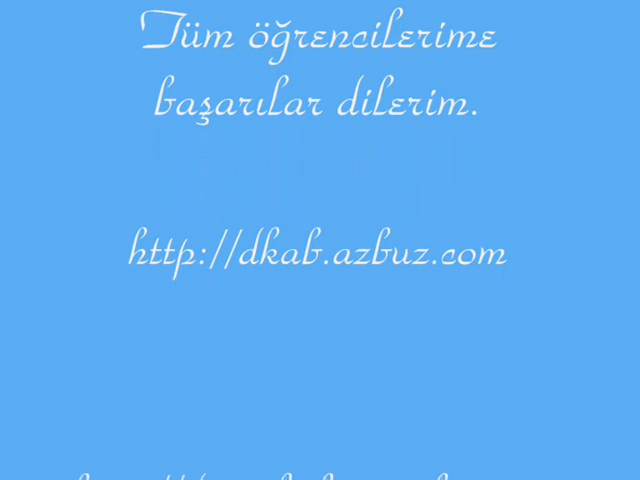 Tüm öğrencilerime
başarılar dilerim.
http://dkab.azbuz.com